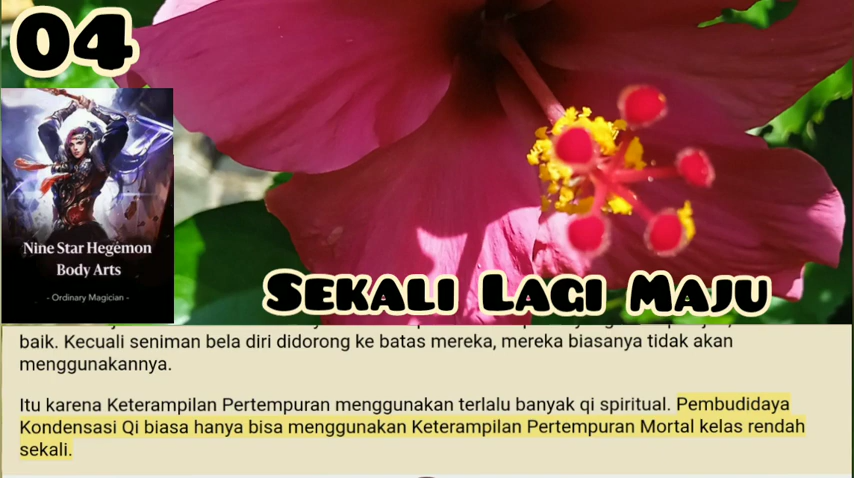 04
Nine Star Hegemon
Body Arts
- Ordinary Magician -
SEKALI LAGI MAJU
baik. Kecuali seniman bela diri didorong ke batas mereka, mereka biasanya tidak akan
menggunakannya.
Itu karena Keterampilan Pertempuran menggunakan terlalu banyak qi spiritual. Pembudidaya
Kondensasi Qi biasa hanya bisa menggunakan Keterampilan Pertempuran Mortal kelas rendah
sekali.